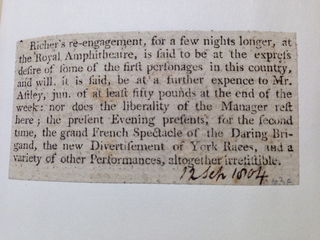 Richer's re-engagement, for a few nights longer, at
the Royal Amphitheatre, is said to be at the express
desire of some of the first personages in this country,
and will, it is said, be at a further expence to Mr.
Astley, jun. of at least fifty pounds at the end of the
week: nor does the liberality of the Manager rest
here; the present Evening presents, for the second
time, the grand French Spectacle of the Daring Bri-
gand, the new Divertisement of York Races, and a
variety of other Performances, altogether irresistible.
12 Sep 1804